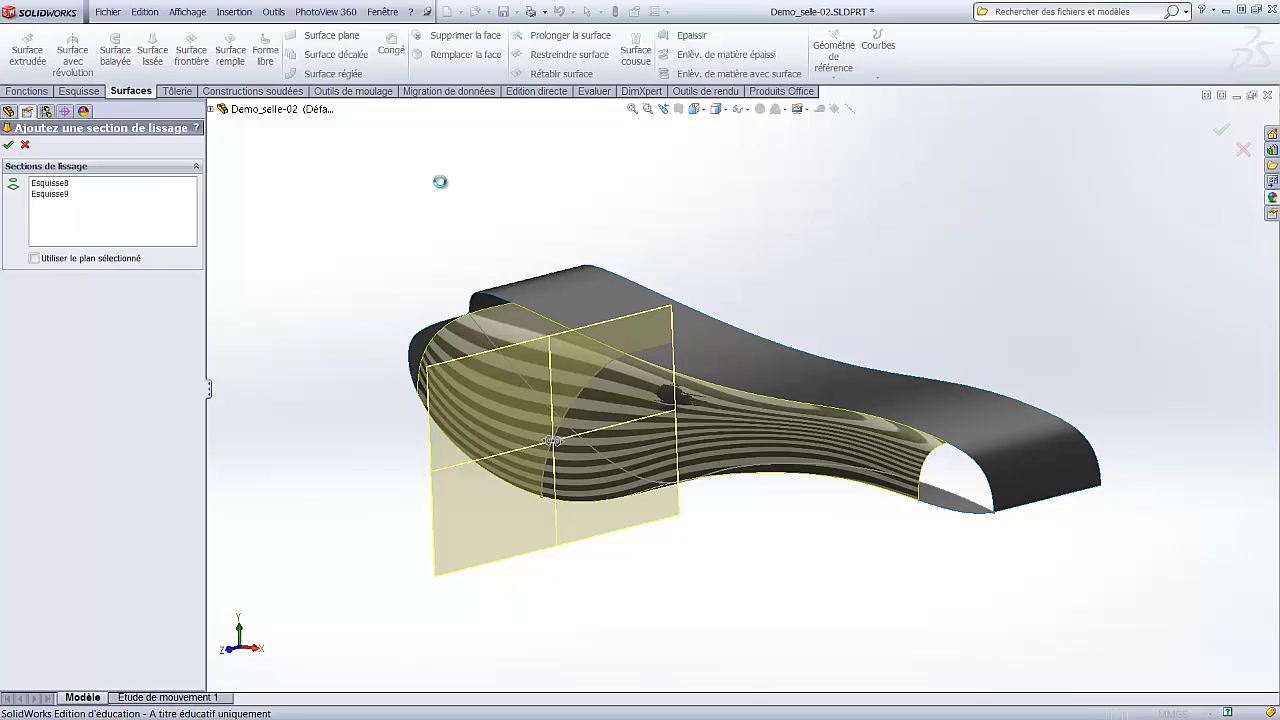 SOLIDWORKS
Fichier Edition Affichage Insertion Outils PhotoView 360 Fenêtre ?
Demo_selle-02.SLDPRT *
Rechercher des fichiers et modèles
Surface extrudée
Surface avec révolution
Surface balayée
Surface lissée
Surface frontière
Surface remplie
Forme libre
Surface plane
Surface décalée
Surface réglée
Congé
Supprimer la face
Remplacer la face
Prolonger la surface
Restreindre surface
Rétablir surface
Surface cousue
Epaissir
Enlèv. de matière épaissi
Enlèv. de matière avec surface
Géométrie de référence
Courbes
Fonctions Esquisse Surfaces Tôlerie Constructions soudées Outils de moulage Migration de données Edition directe Evaluer DimXpert Outils de rendu Produits Office
Demo_selle-02 (Défa...
Ajoutez une section de lissage ?
Sections de lissage
Esquisse8
Esquisse9
Utiliser le plan sélectionné
Y
Z X
Modèle Etude de mouvement 1
SolidWorks Edition d'éducation - A titre éducatif uniquement
MMGS